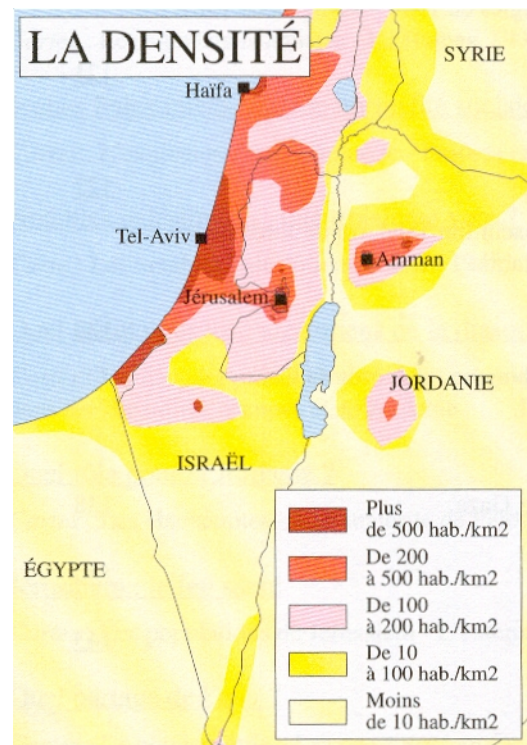 LA DENSITÉ
SYRIE
Haïfa
Tel-Aviv
Amman
Jérusalem
JORDANIE
ISRAËL
ÉGYPTE
Plus
de 500 hab./km2
De 200
à 500 hab./km2
De 100
à 200 hab./km2
De 10
à 100 hab./km2
Moins
de 10 hab./km2